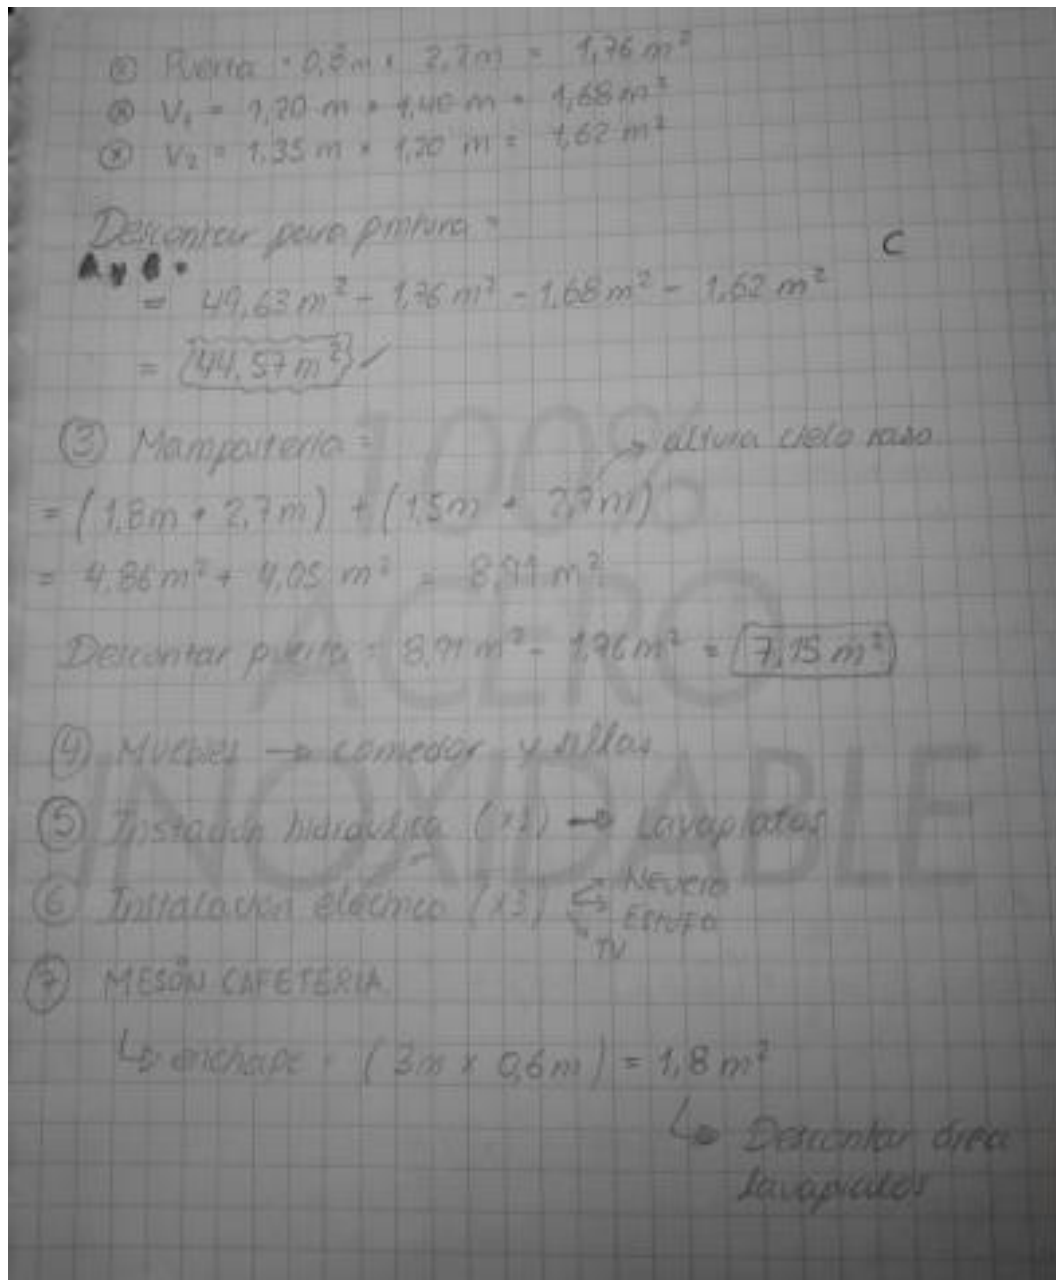 * Puerta = 0,8m * 2,2m = 1,76 m²
* V₁ = 1,20 m * 1,40 m = 1,68 m²
* V₂ = 1,35 m * 1,20 m = 1,62 m²
Descontar para pintura =
A y B. C
= 49,63 m² - 1,76 m² - 1,68 m² - 1,62 m²
= 44,57 m² ✓
③ Mampostería = → altura cielo raso
= (1,8m * 2,7m) + (1,5m * 2,7m)
= 4,86 m² + 4,05 m² = 8,91 m²
Descontar puerta = 8,91 m² - 1,76 m² = 7,15 m²
④ Muebles → comedor y sillas
⑤ hidráulica (x1) → Lavaplatos
⑥ Instalación eléctrica (x3) → Nevera
Estufa
TV
⑦ MESÓN CAFETERÍA
↳ enchape = (3m x 0,6m) = 1,8 m²
↳ Descontar área
lavaplatos
100%
ACERO
INOXIDABLE